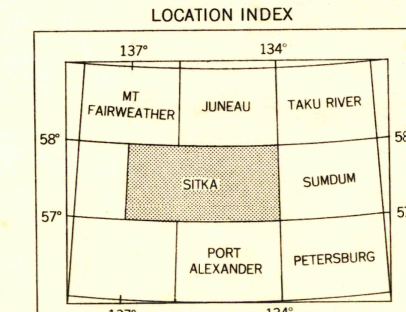 LOCATION INDEX
137° 134°
MT
FAIRWEATHER
JUNEAU
TAKU RIVER
58°
SITKA
SUMDUM
57°
PORT
ALEXANDER
PETERSBURG